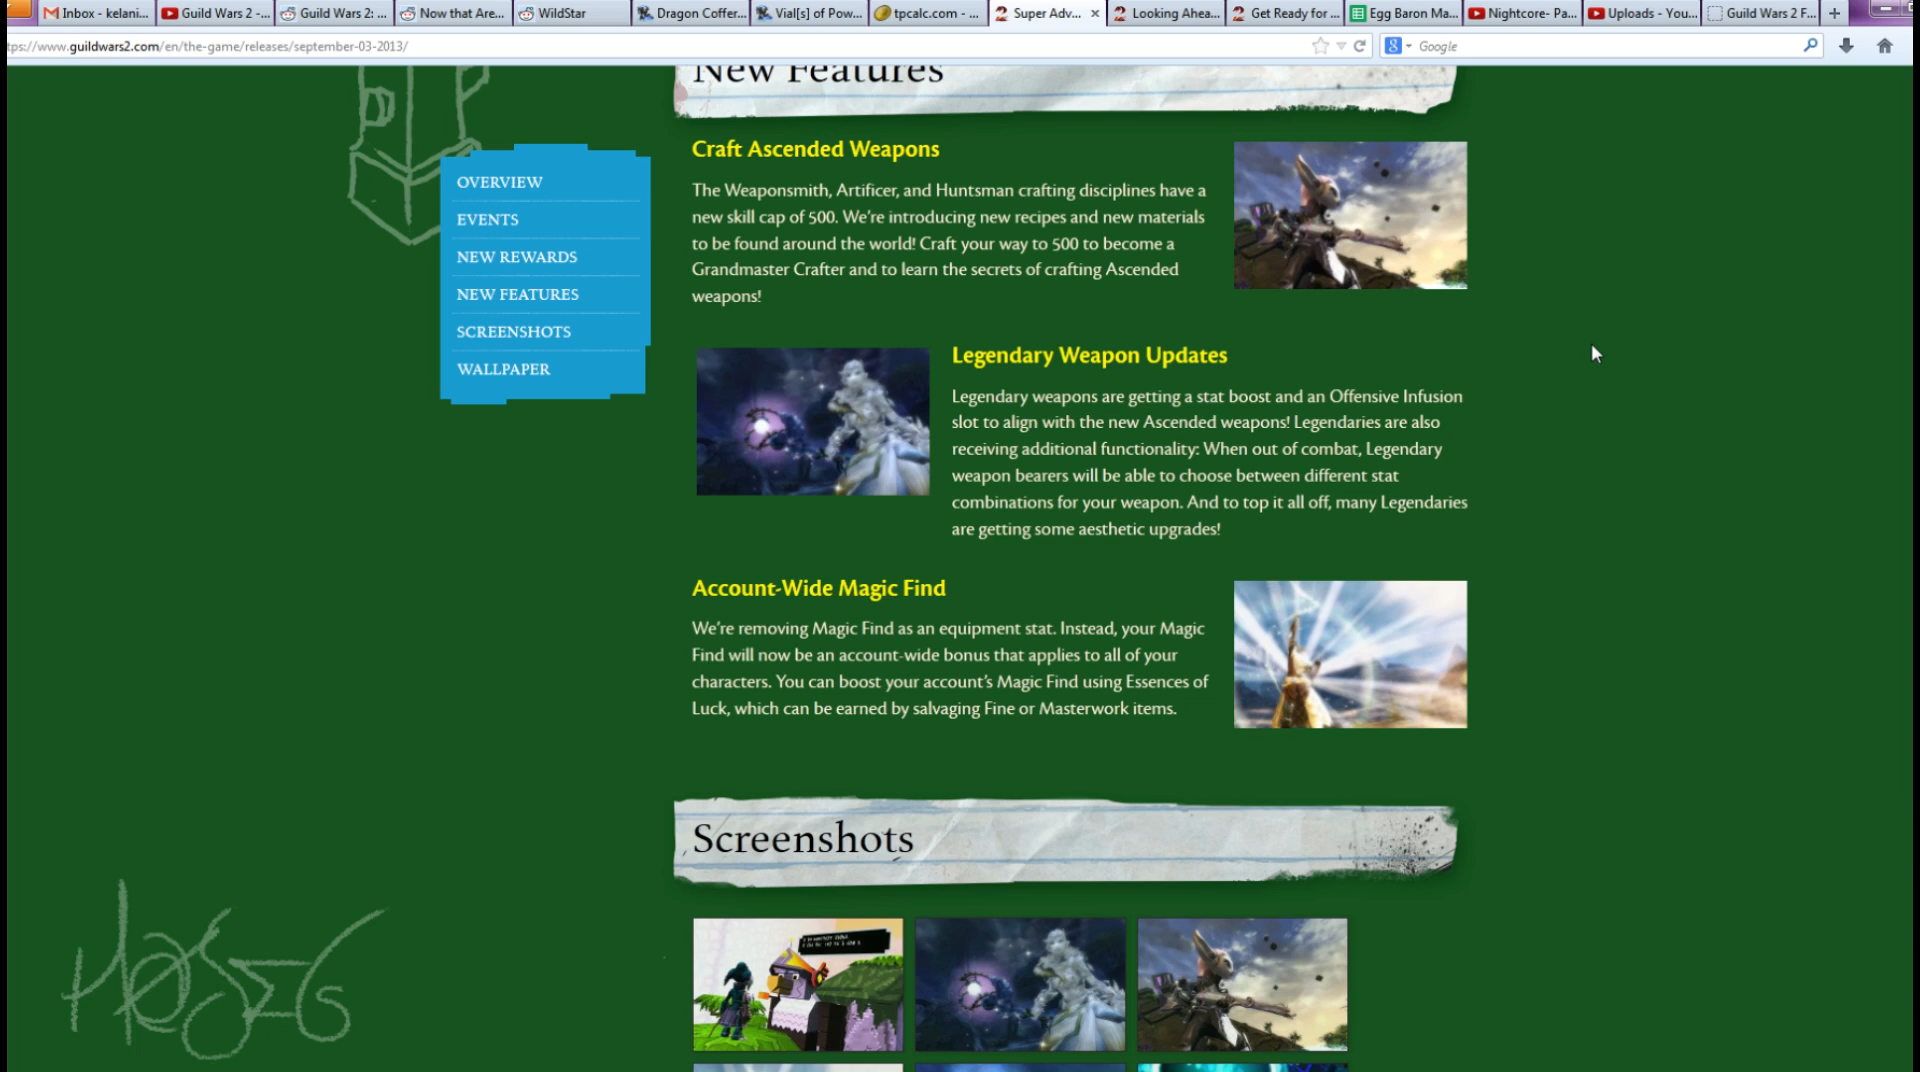 Inbox - kelani...
Guild Wars 2 -...
Guild Wars 2: ...
Now that Are...
WildStar
Dragon Coffer...
Vial[s] of Pow...
tpcalc.com - ...
Super Adv...
Looking Ahea...
Get Ready for ...
Egg Baron Ma...
Nightcore- Pa...
Uploads - You...
Guild Wars 2 F...
tps://www.guildwars2.com/en/the-game/releases/september-03-2013/
Google
New Features
OVERVIEW
EVENTS
NEW REWARDS
NEW FEATURES
SCREENSHOTS
WALLPAPER
Craft Ascended Weapons
The Weaponsmith, Artificer, and Huntsman crafting disciplines have a
new skill cap of 500. We're introducing new recipes and new materials
to be found around the world! Craft your way to 500 to become a
Grandmaster Crafter and to learn the secrets of crafting Ascended
weapons!
Legendary Weapon Updates
Legendary weapons are getting a stat boost and an Offensive Infusion
slot to align with the new Ascended weapons! Legendaries are also
receiving additional functionality: When out of combat, Legendary
weapon bearers will be able to choose between different stat
combinations for your weapon. And to top it all off, many Legendaries
are getting some aesthetic upgrades!
Account-Wide Magic Find
We're removing Magic Find as an equipment stat. Instead, your Magic
Find will now be an account-wide bonus that applies to all of your
characters. You can boost your account's Magic Find using Essences of
Luck, which can be earned by salvaging Fine or Masterwork items.
Screenshots